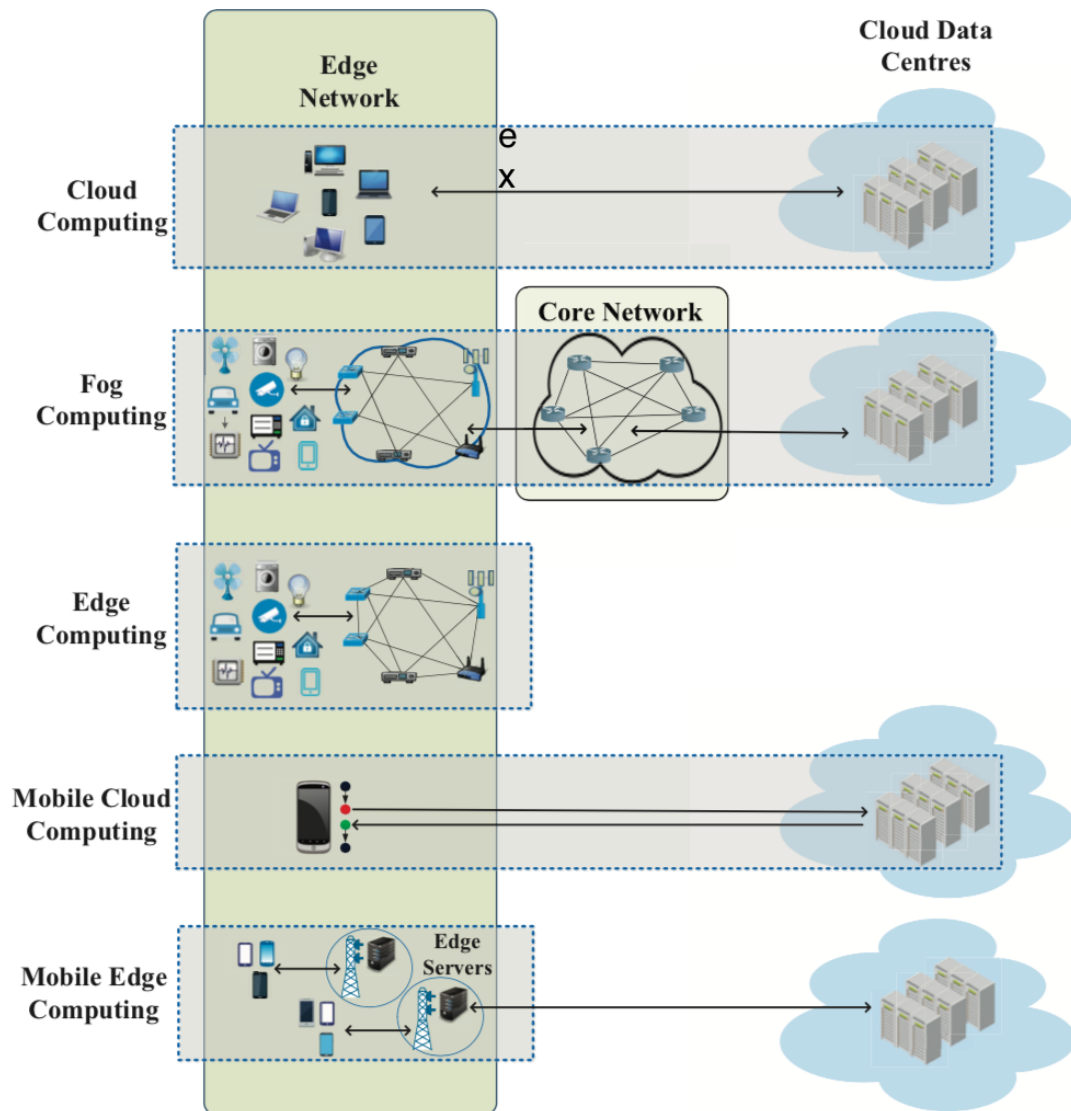 Edge
Network
Cloud Data
Centres
e
x
Cloud
Computing
Core Network
Fog
Computing
Edge
Computing
Mobile Cloud
Computing
Edge
Servers
Mobile Edge
Computing